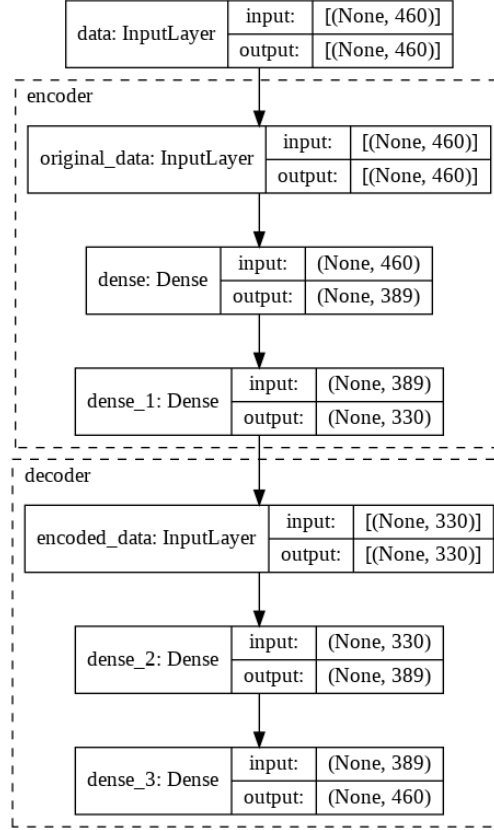 data: InputLayer
input: [(None, 460)]
output: [(None, 460)]
encoder
original_data: InputLayer
input: [(None, 460)]
output: [(None, 460)]
dense: Dense
input: (None, 460)
output: (None, 389)
dense_1: Dense
input: (None, 389)
output: (None, 330)
decoder
encoded_data: InputLayer
input: [(None, 330)]
output: [(None, 330)]
dense_2: Dense
input: (None, 330)
output: (None, 389)
dense_3: Dense
input: (None, 389)
output: (None, 460)